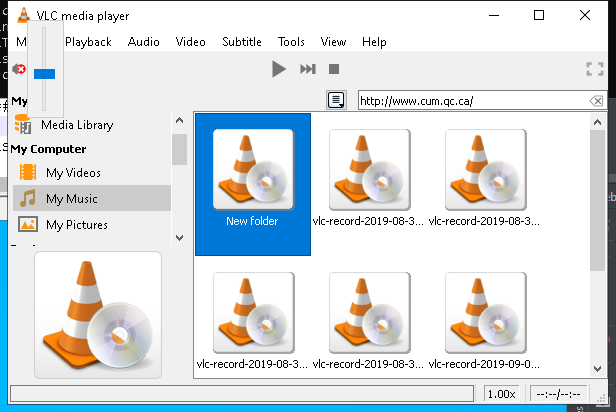 VLC media player
M Playback Audio Video Subtitle Tools View Help
My
http://www.cum.qc.ca/
Media Library
My Computer
My Videos
My Music
My Pictures
New folder
vlc-record-2019-08-3...
vlc-record-2019-08-3...
vlc-record-2019-08-3...
vlc-record-2019-08-3...
vlc-record-2019-09-0...
1.00x
--:--/--:--